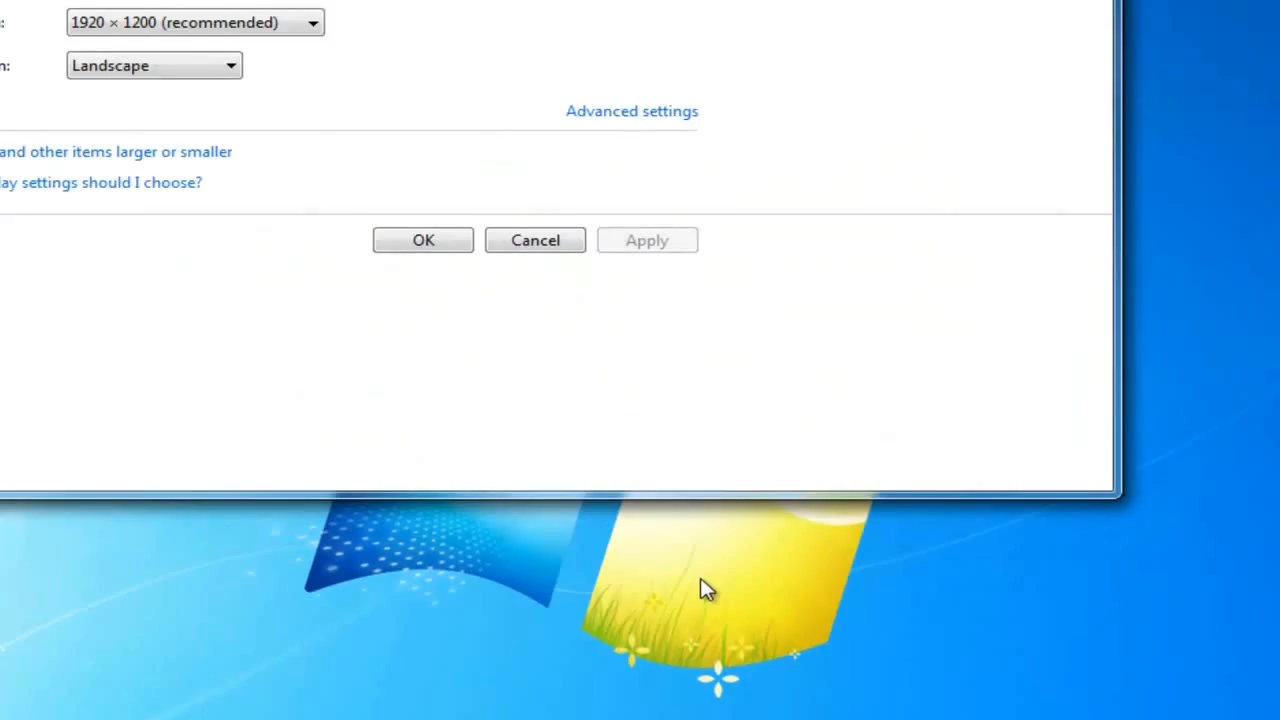 :
1920 × 1200 (recommended)
n:
Landscape
Advanced settings
and other items larger or smaller
lay settings should I choose?
OK
Cancel
Apply